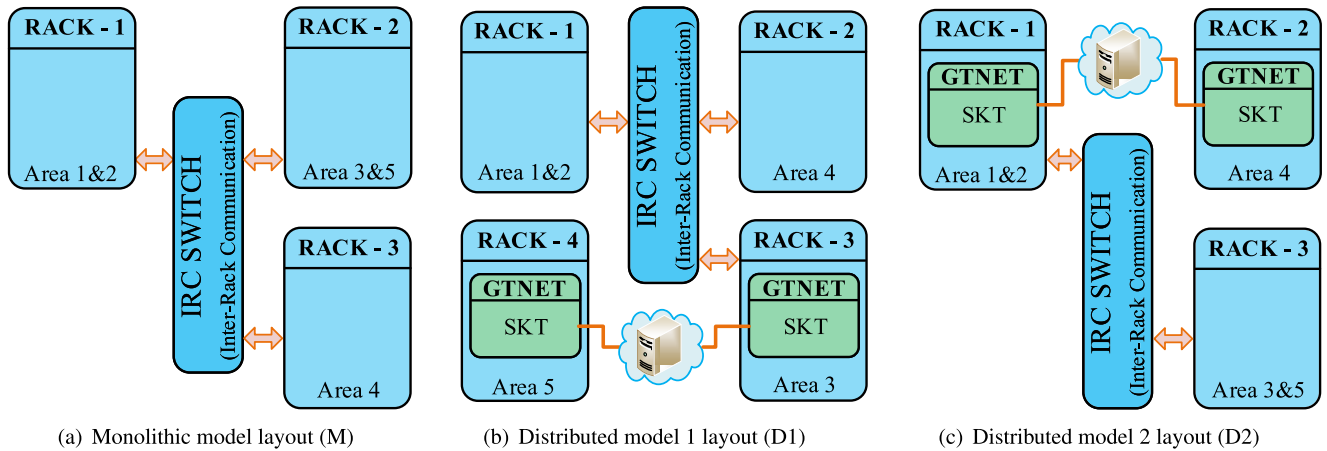 RACK - 1
Area 1&2
RACK - 2
Area 3&5
IRC SWITCH
(Inter-Rack Communication)
RACK - 3
Area 4
(a) Monolithic model layout (M)
RACK - 1
Area 1&2
IRC SWITCH
(Inter-Rack Communication)
RACK - 2
Area 4
RACK - 4
GTNET
SKT
Area 5
RACK - 3
GTNET
SKT
Area 3
(b) Distributed model 1 layout (D1)
RACK - 1
GTNET
SKT
Area 1&2
RACK - 2
GTNET
SKT
Area 4
IRC SWITCH
(Inter-Rack Communication)
RACK - 3
Area 3&5
(c) Distributed model 2 layout (D2)